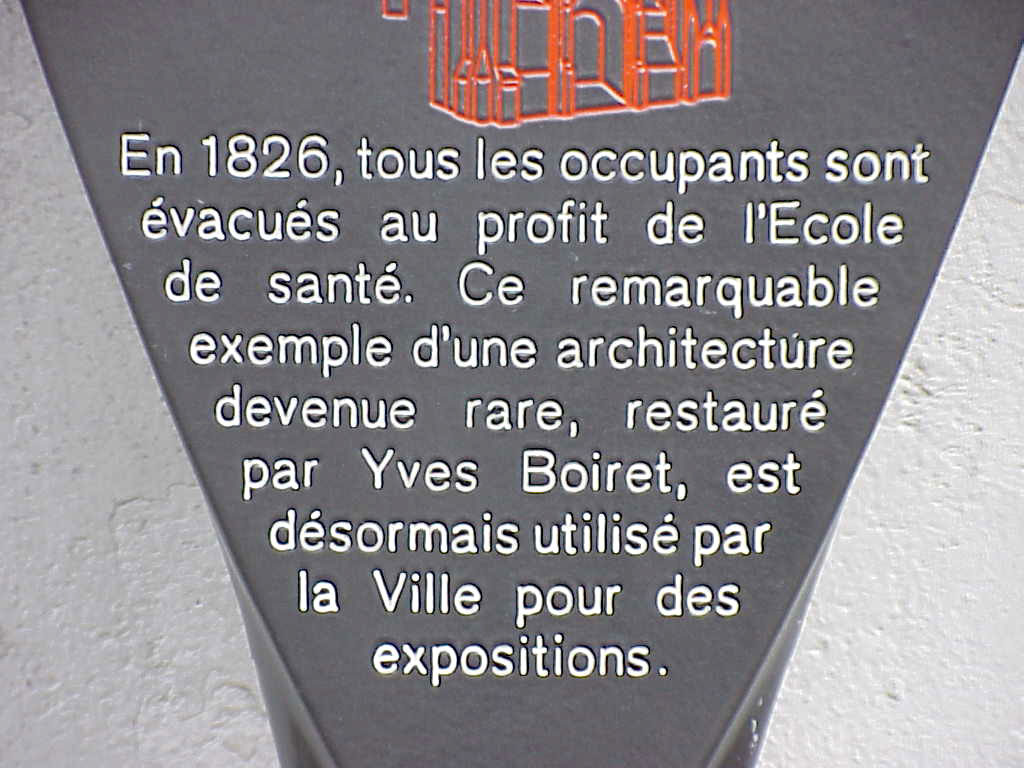 En 1826, tous les occupants sont
évacués au profit de l'Ecole
de santé. Ce remarquable
exemple d'une architecture
devenue rare, restauré
par Yves Boiret, est
désormais utilisé par
la Ville pour des
expositions.